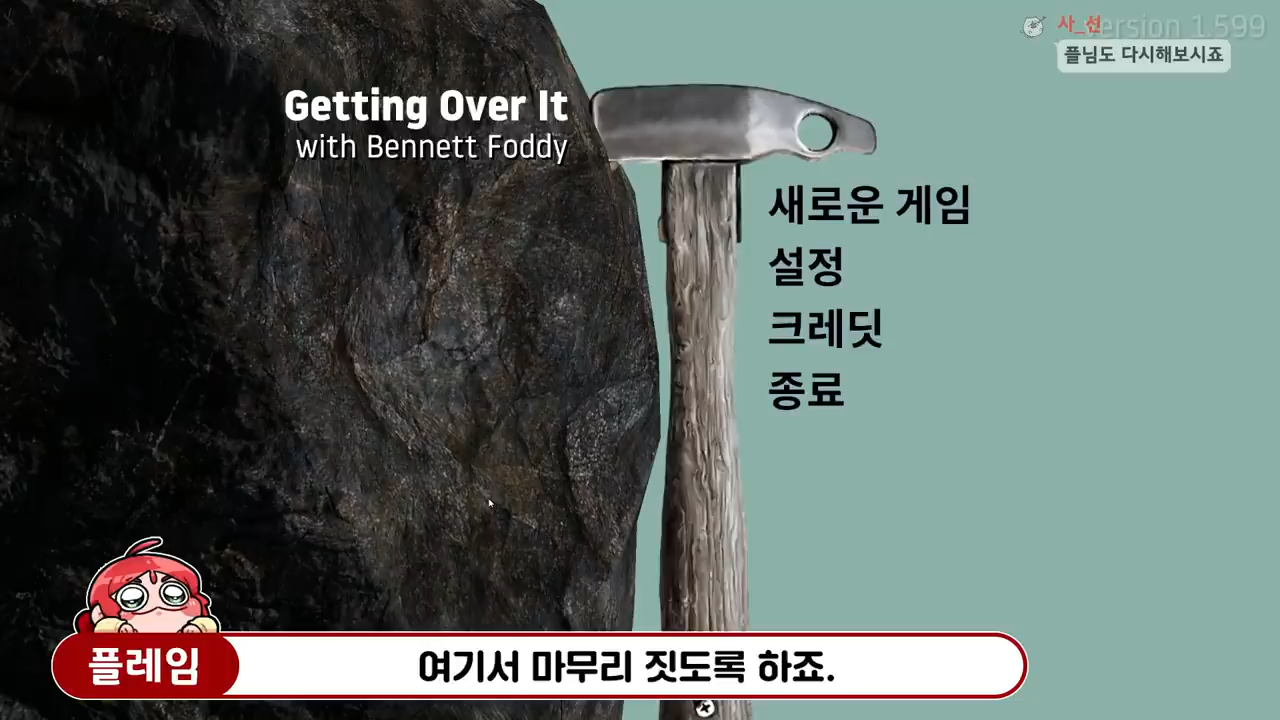 Getting Over It
with Bennett Foddy
사_선
ersion 1.599
플님도 다시해보시죠
새로운 게임
설정
크레딧
종료
플레임
여기서 마무리 짓도록 하죠.